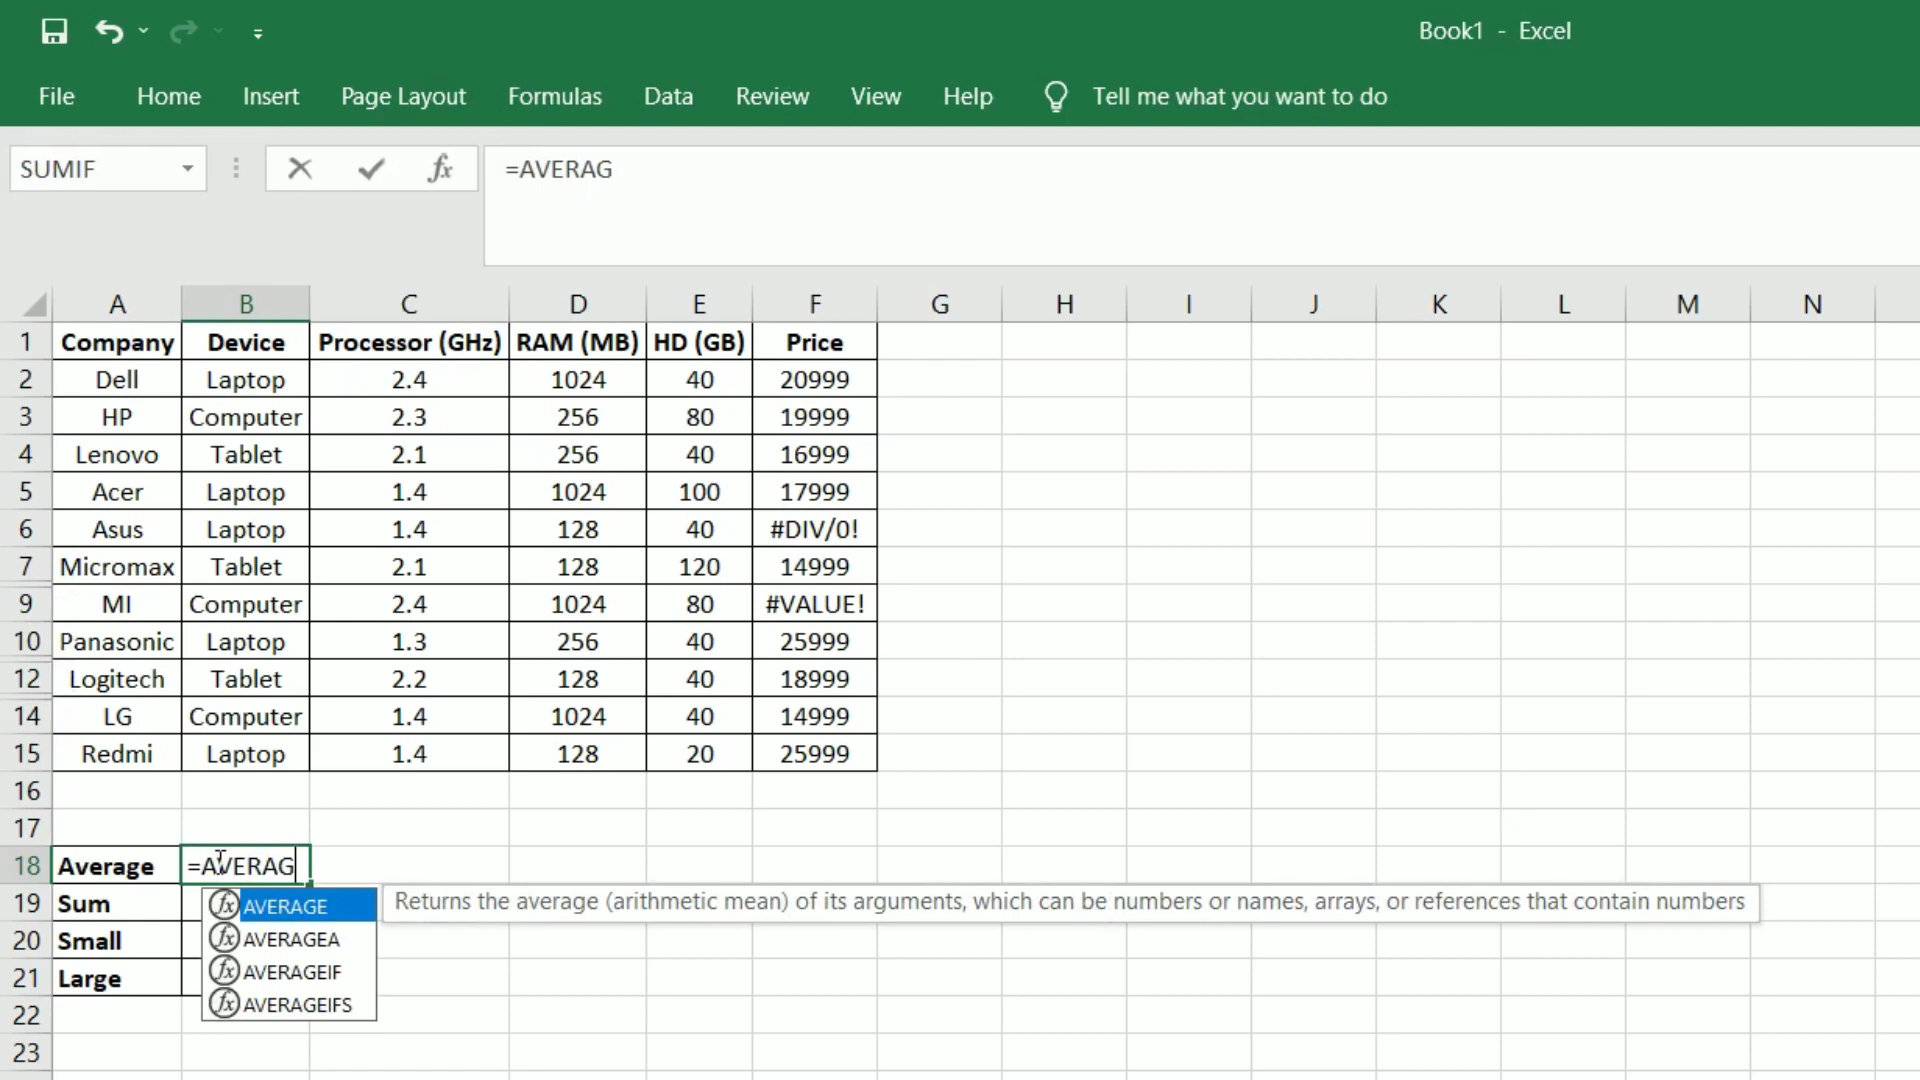 Book1 - Excel
File Home Insert Page Layout Formulas Data Review View Help Tell me what you want to do
SUMIF fx =AVERAG
A B C D E F G H I J K L M N
1 Company Device Processor (GHz) RAM (MB) HD (GB) Price
2 Dell Laptop 2.4 1024 40 20999
3 HP Computer 2.3 256 80 19999
4 Lenovo Tablet 2.1 256 40 16999
5 Acer Laptop 1.4 1024 100 17999
6 Asus Laptop 1.4 128 40 #DIV/0!
7 Micromax Tablet 2.1 128 120 14999
9 MI Computer 2.4 1024 80 #VALUE!
10 Panasonic Laptop 1.3 256 40 25999
12 Logitech Tablet 2.2 128 40 18999
14 LG Computer 1.4 1024 40 14999
15 Redmi Laptop 1.4 128 20 25999
16
17
18 Average =AVERAG
19 Sum fx AVERAGE Returns the average (arithmetic mean) of its arguments, which can be numbers or names, arrays, or references that contain numbers
20 Small fx AVERAGEA
21 Large fx AVERAGEIF
22 fx AVERAGEIFS
23